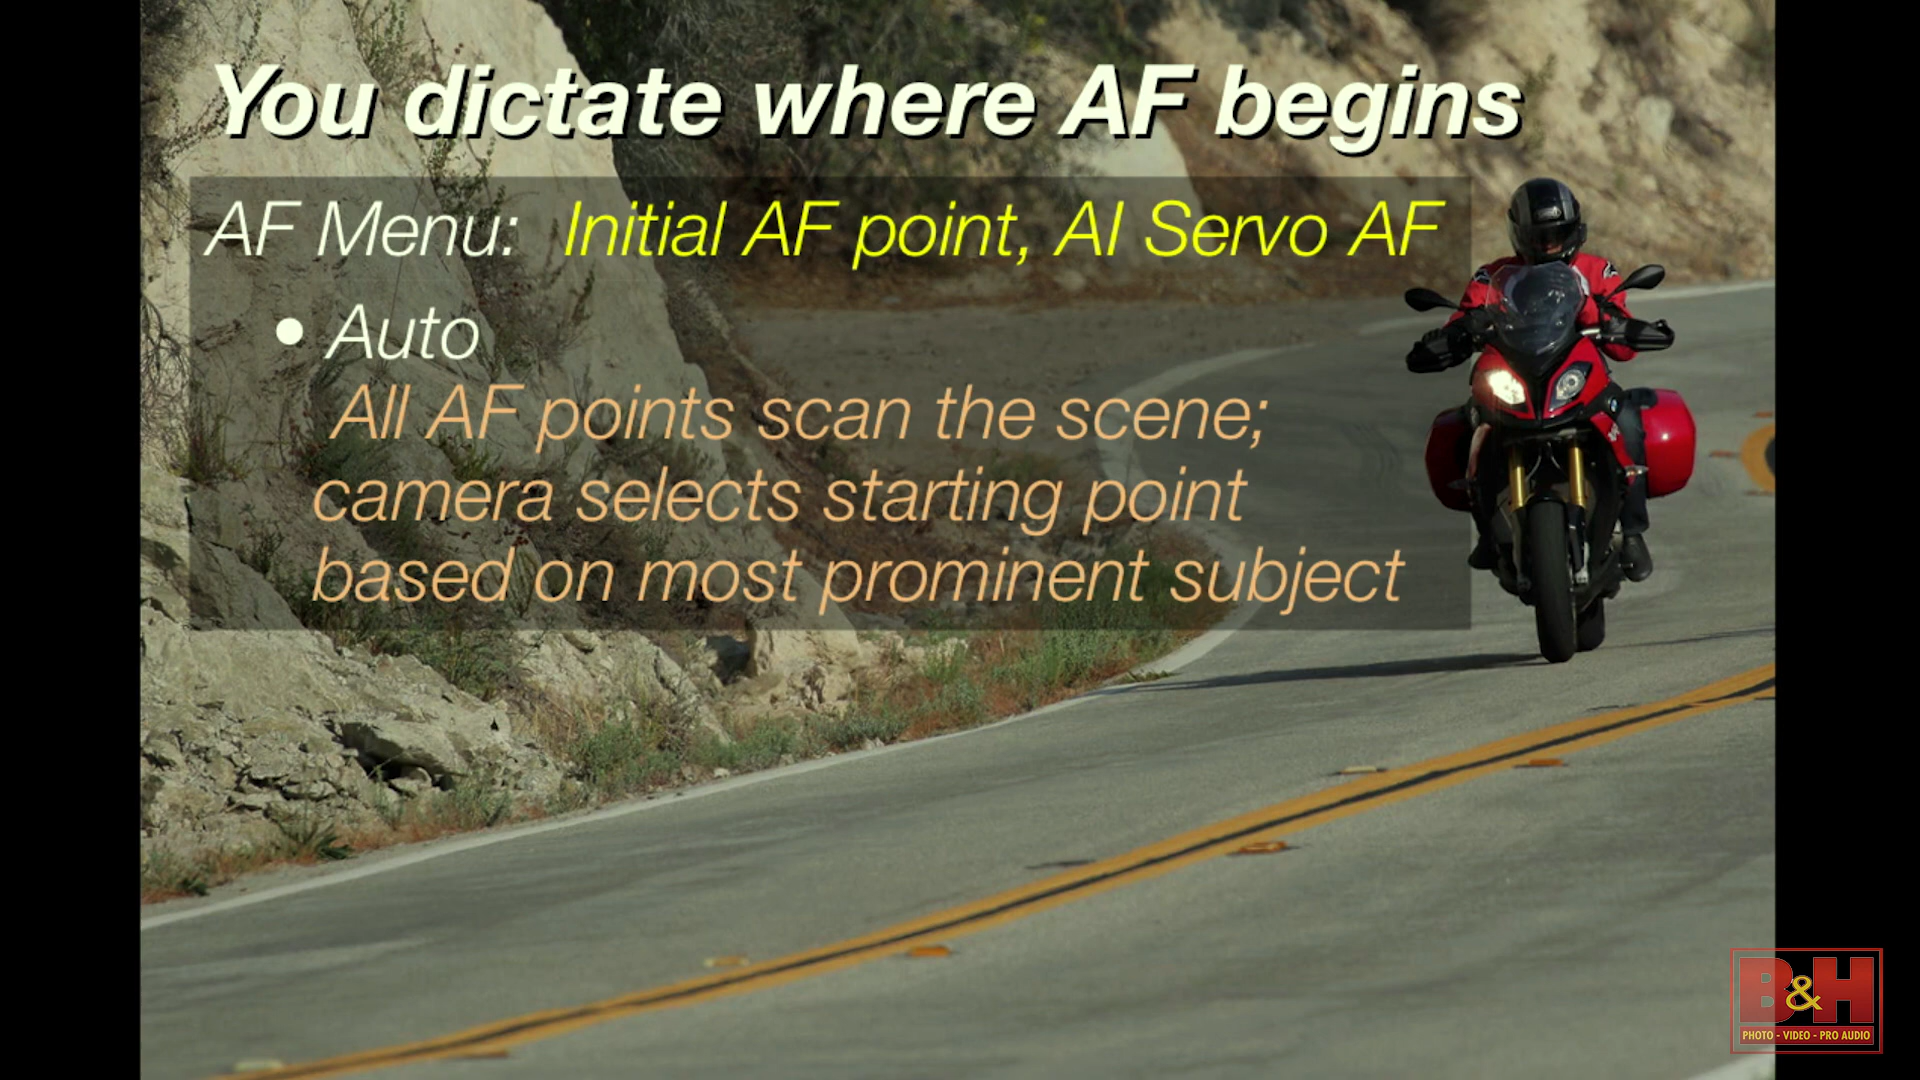 You dictate where AF begins
AF Menu: Initial AF point, AI Servo AF
• Auto
All AF points scan the scene;
camera selects starting point
based on most prominent subject
B&H
PHOTO - VIDEO - PRO AUDIO